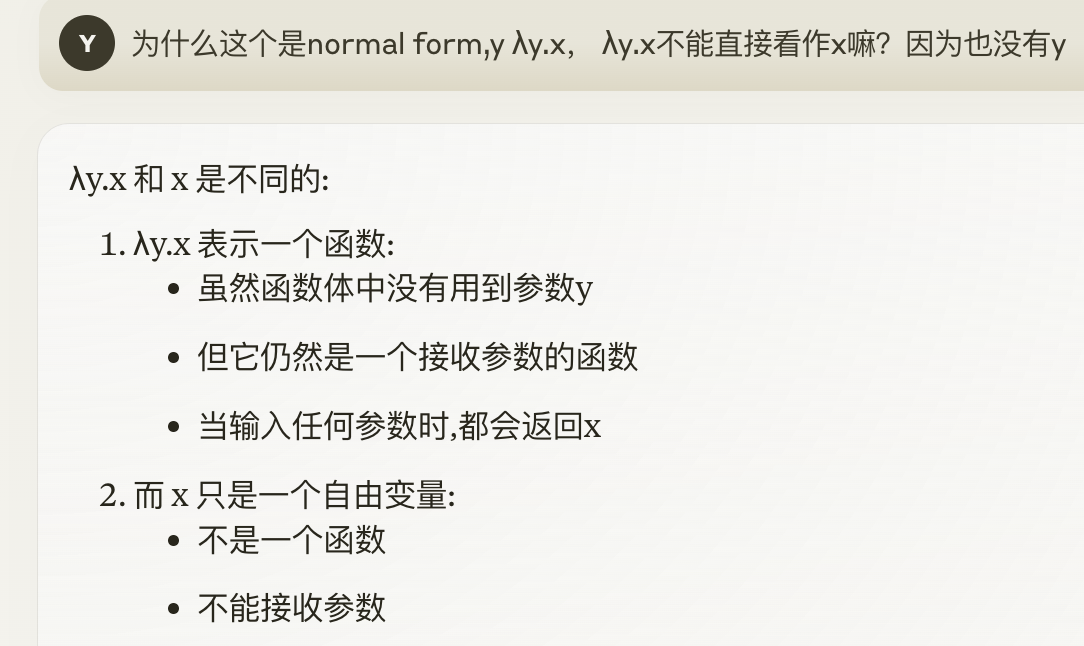 Y
为什么这个是normal form,y λy.x， λy.x不能直接看作x嘛？因为也没有y
λy.x 和 x 是不同的:
1. λy.x 表示一个函数:
• 虽然函数体中没有用到参数y
• 但它仍然是一个接收参数的函数
• 当输入任何参数时,都会返回x
2. 而 x 只是一个自由变量:
• 不是一个函数
• 不能接收参数